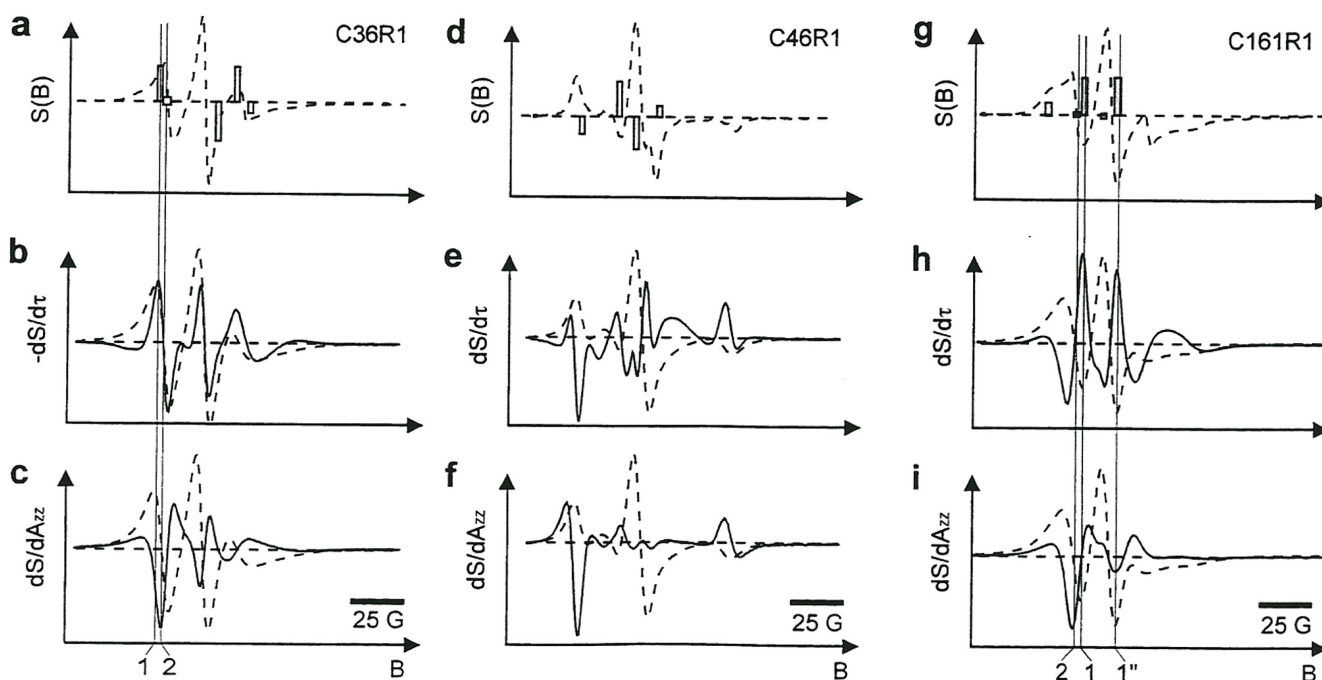 a
C36R1
S(B)
b
-dS/dτ
c
dS/dAzz
25 G
1 2
B
d
C46R1
S(B)
e
dS/dτ
f
dS/dAzz
25 G
B
g
C161R1
S(B)
h
dS/dτ
i
dS/dAzz
25 G
2 1 1"
B